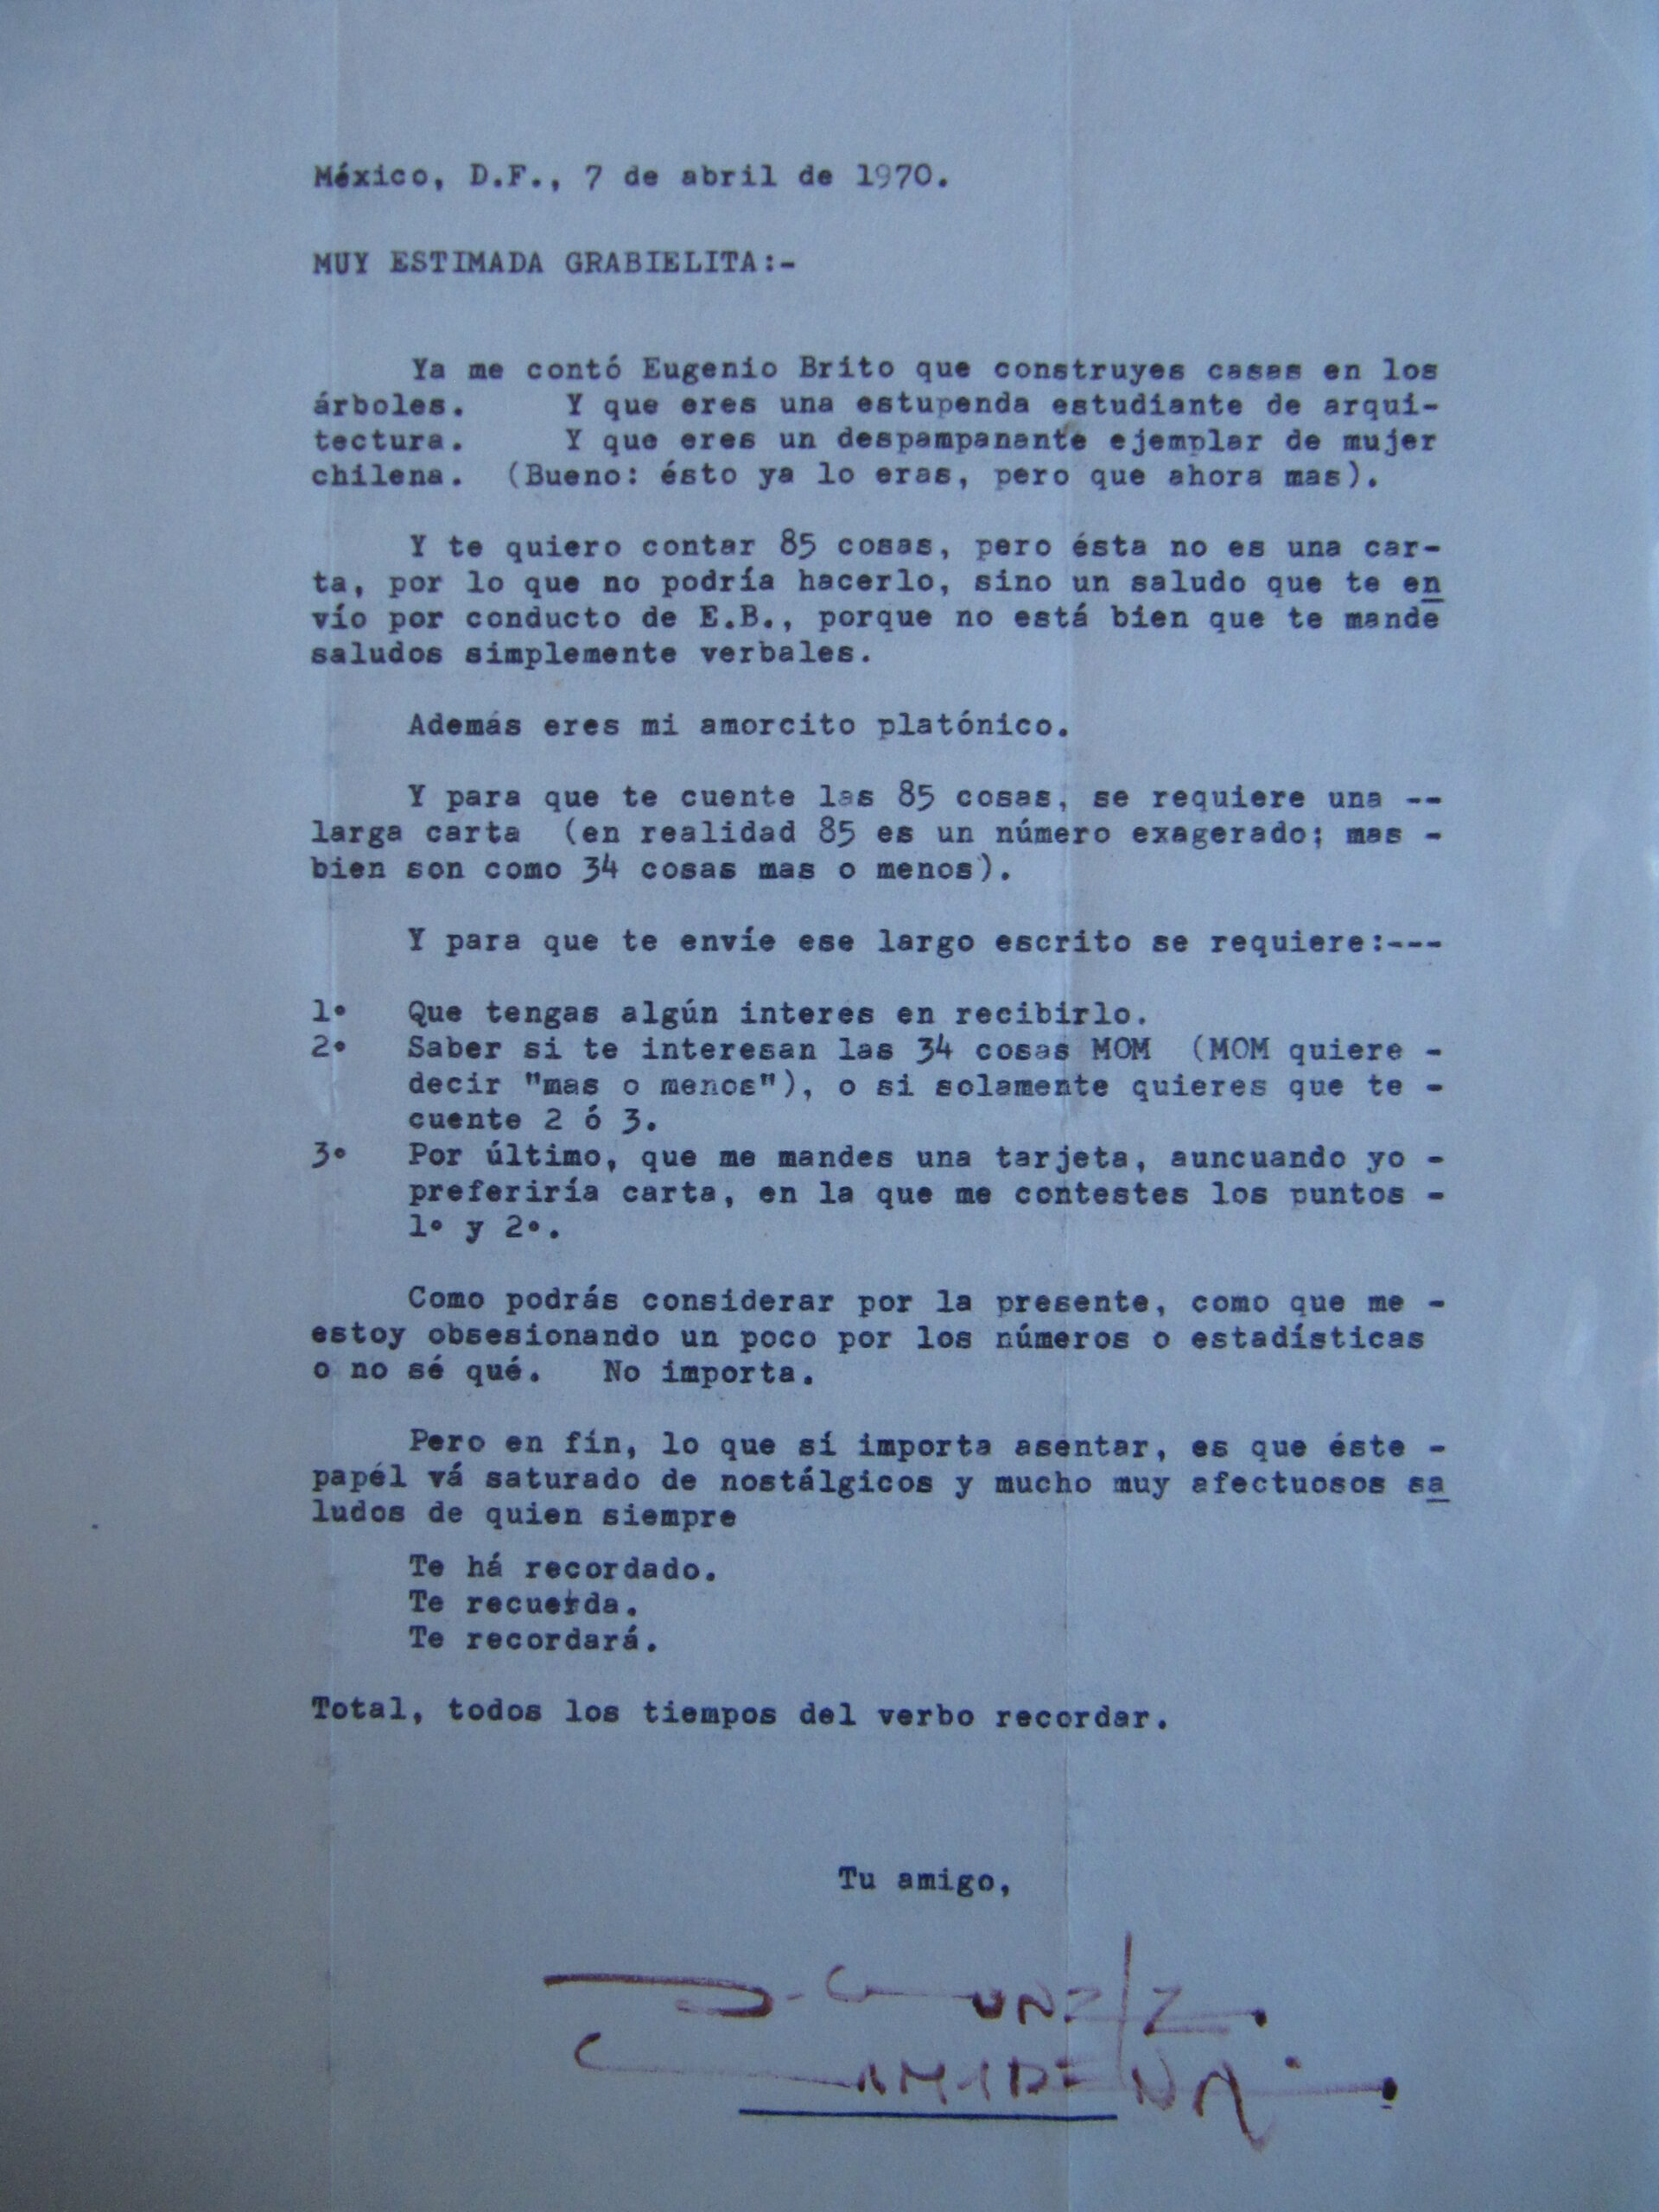 México, D.F., 7 de abril de 1970.
MUY ESTIMADA GRABIELITA:-
Ya me contó Eugenio Brito que construyes casas en los
árboles. Y que eres una estupenda estudiante de arqui-
tectura. Y que eres un despampanante ejemplar de mujer
chilena. (Bueno: ésto ya lo eras, pero que ahora mas).
Y te quiero contar 85 cosas, pero ésta no es una car-
ta, por lo que no podría hacerlo, sino un saludo que te en
vío por conducto de E.B., porque no está bien que te mande
saludos simplemente verbales.
Además eres mi amorcito platónico.
Y para que te cuente las 85 cosas, se requiere una --
larga carta (en realidad 85 es un número exagerado; mas -
bien son como 34 cosas mas o menos).
Y para que te envíe ese largo escrito se requiere:---
1° Que tengas algún interés en recibirlo.
2° Saber si te interesan las 34 cosas MOM (MOM quiere -
decir "mas o menos"), o si solamente quieres que te -
cuente 2 ó 3.
3° Por último, que me mandes una tarjeta, auncuando yo -
preferiría carta, en la que me contestes los puntos -
1° y 2°.
Como podrás considerar por la presente, como que me -
estoy obsesionando un poco por los números o estadísticas
o no sé qué. No importa.
Pero en fín, lo que sí importa asentar, es que éste -
papél vá saturado de nostálgicos y mucho muy afectuosos sa
ludos de quien siempre
Te há recordado.
Te recuerda.
Te recordará.
Total, todos los tiempos del verbo recordar.
Tu amigo,